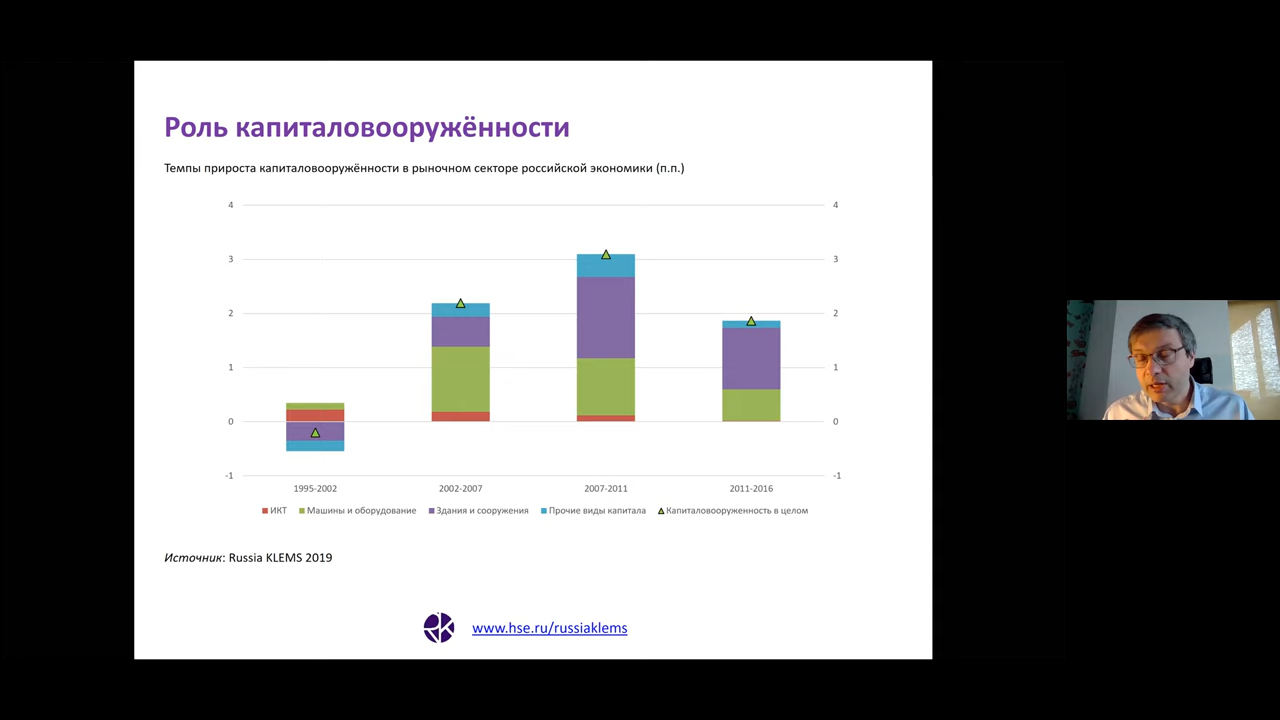 Роль капиталовооружённости
Темпы прироста капиталовооружённости в рыночном секторе российской экономики (п.п.)
4 4
3 3
2 2
1 1
0 0
-1 -1
1995-2002 2002-2007 2007-2011 2011-2016
ИКТ Машины и оборудование Здания и сооружения Прочие виды капитала Капиталовооруженность в целом
Источник: Russia KLEMS 2019
www.hse.ru/russiaklems